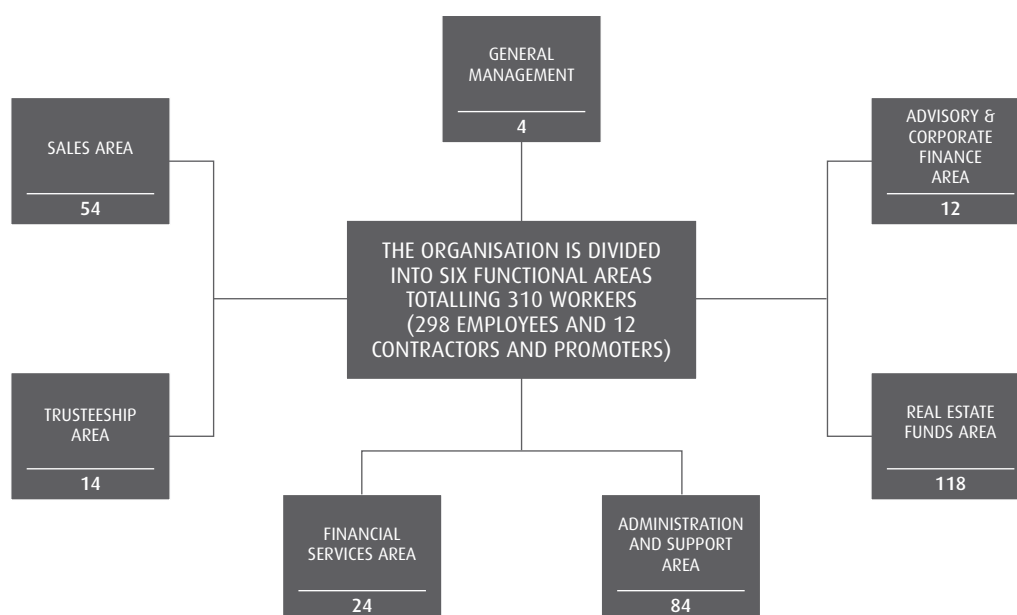 GENERAL
MANAGEMENT
4
SALES AREA
54
ADVISORY &
CORPORATE
FINANCE
AREA
12
THE ORGANISATION IS DIVIDED
INTO SIX FUNCTIONAL AREAS
TOTALLING 310 WORKERS
(298 EMPLOYEES AND 12
CONTRACTORS AND PROMOTERS)
TRUSTEESHIP
AREA
14
REAL ESTATE
FUNDS AREA
118
FINANCIAL
SERVICES AREA
24
ADMINISTRATION
AND SUPPORT
AREA
84